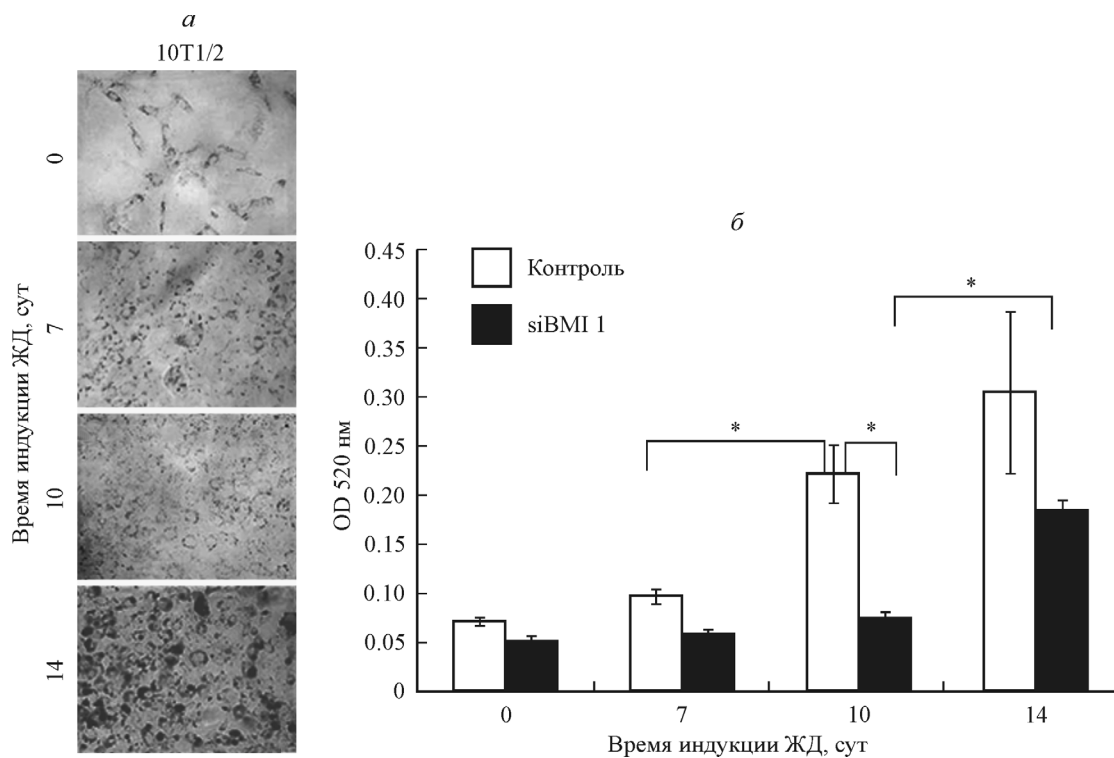 а
10T1/2
0
7
10
14
Время индукции ЖД, сут
б
0.45
0.40
0.35
0.30
0.25
0.20
0.15
0.10
0.05
0
OD 520 нм
Контроль
siBMI 1
*
*
*
0
7
10
14
Время индукции ЖД, сут